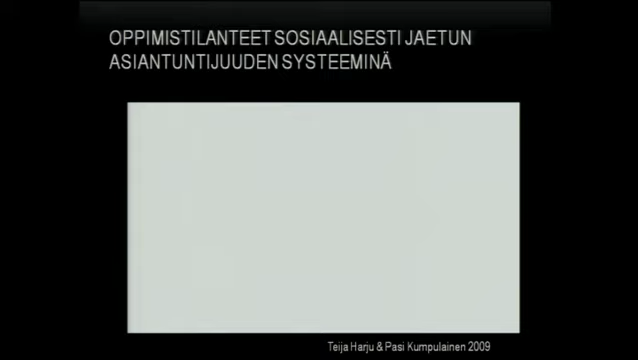 OPPIMISTILANTEET SOSIAALISESTI JAETUN
ASIANTUNTIJUUDEN SYSTEEMINÄ
Teija Harju & Pasi Kumpulainen 2009